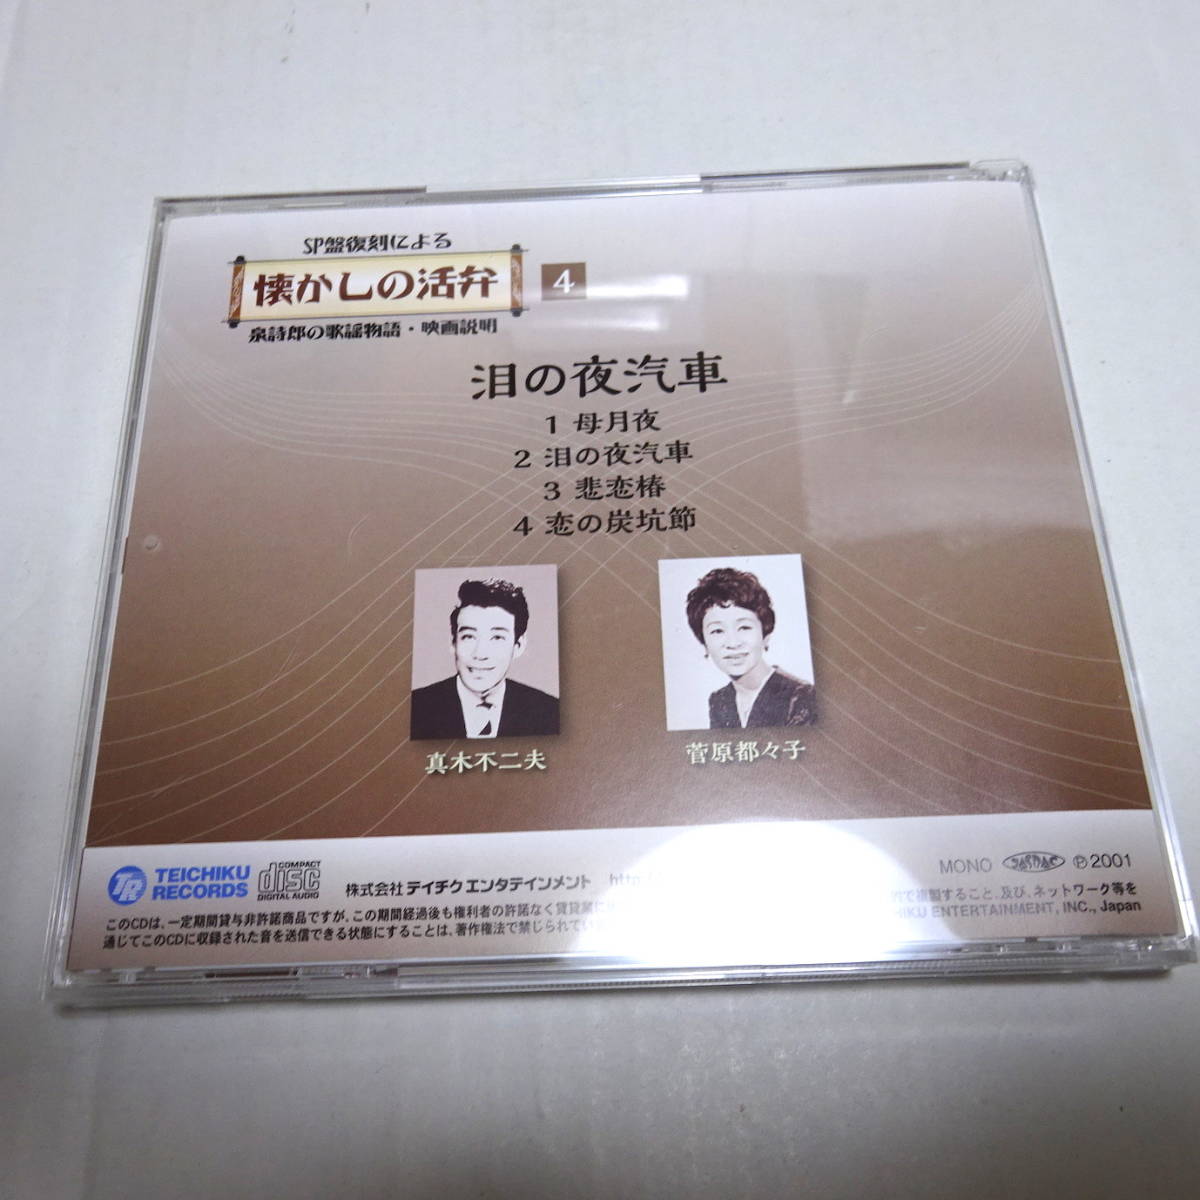 SP盤復刻による
懐かしの活弁 4
泉詩郎の歌謡物語・映画説明
泪の夜汽車
1 母月夜
2 泪の夜汽車
3 悲恋椿
4 恋の炭坑節
真木不二夫
菅原都々子
TR TEICHIKU RECORDS
COMPACT disc DIGITAL AUDIO
株式会社テイチクエンタテインメント http:/
MONO JASRAC Ⓟ2001
このCDは、一定期間貸与非許諾商品ですが、この期間経過後も権利者の許諾なく賃貸業に で複製すること、及び、ネットワーク等を
通じてこのCDに収録された音を送信できる状態にすることは、著作権法で禁じられてい ENTERTAINMENT, INC., Japan